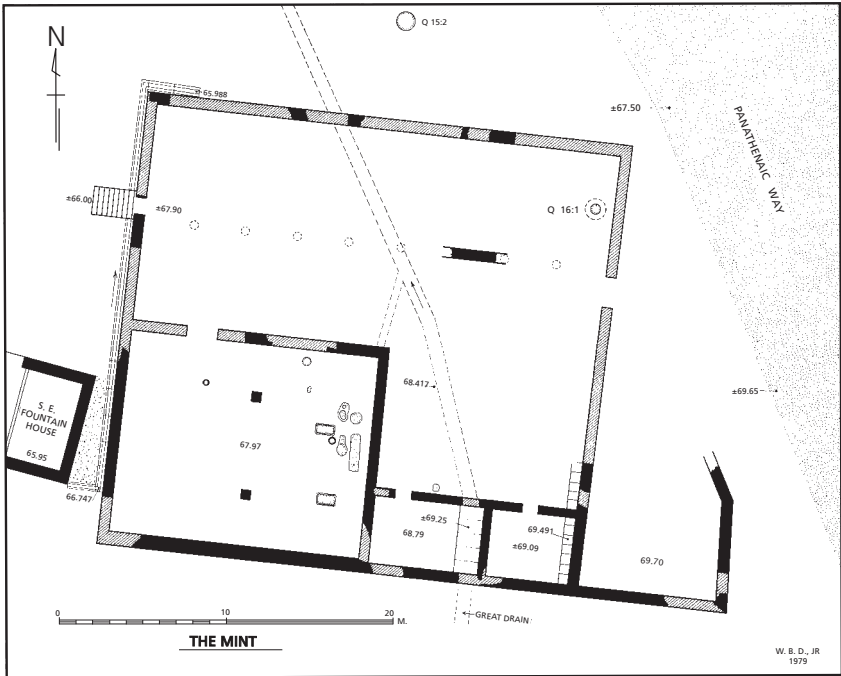 N
Q 15:2
65.988
±67.50
PANATHENAIC WAY
±66.00
±67.90
Q 16:1
68.417
±69.65
S. E.
FOUNTAIN
HOUSE
65.95
67.97
66.747
±69.25
68.79
69.491
±69.09
69.70
GREAT DRAIN
0 10 20 M.
THE MINT
W. B. D., JR
1979